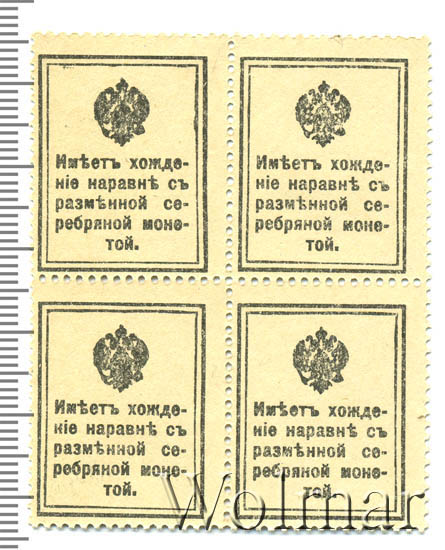 Имѣетъ хожде-
ніе наравнѣ съ
размѣнной се-
ребряной моне-
той.
Имѣетъ хожде-
ніе наравнѣ съ
размѣнной се-
ребряной моне-
той.
Имѣетъ хожде-
ніе наравнѣ съ
размѣнной се-
ребряной моне-
той.
Имѣетъ хожде-
ніе наравнѣ съ
размѣнной се-
ребряной моне-
той.
Wolmar